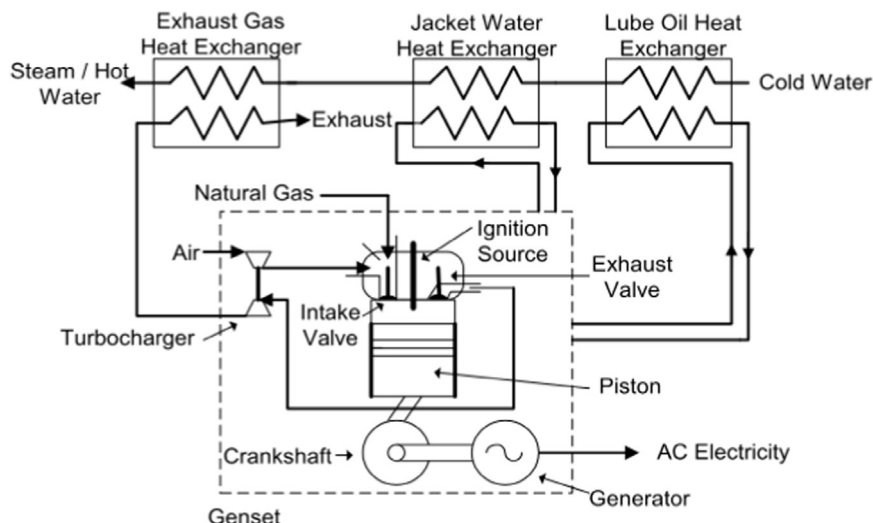 Exhaust Gas
Heat Exchanger
Jacket Water
Heat Exchanger
Lube Oil Heat
Exchanger
Steam / Hot
Water
Cold Water
Exhaust
Natural Gas
Ignition
Source
Air
Exhaust
Valve
Intake
Valve
Turbocharger
Piston
Crankshaft
AC Electricity
Generator
Genset